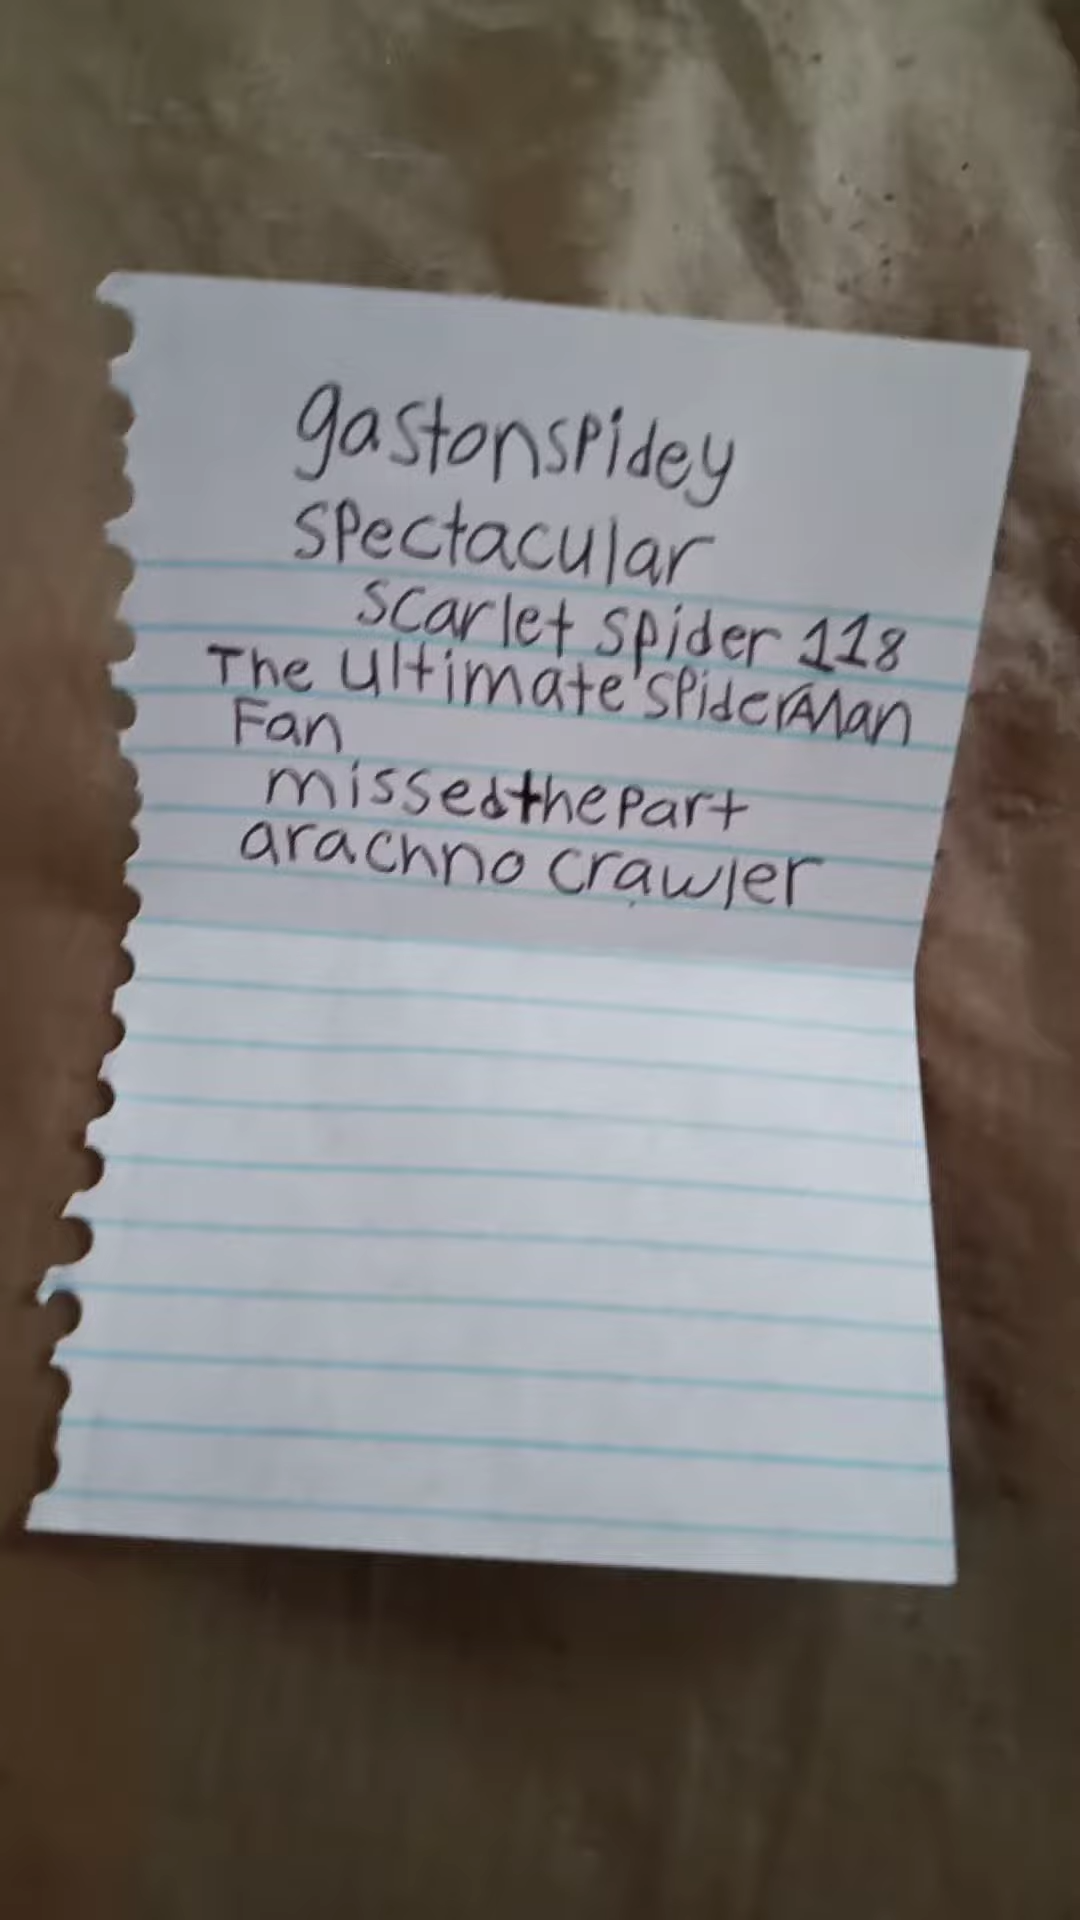 gastonspidey
spectacular
scarlet spider 118
The ultimate spiderman
Fan
missedthepart
arachno crawler